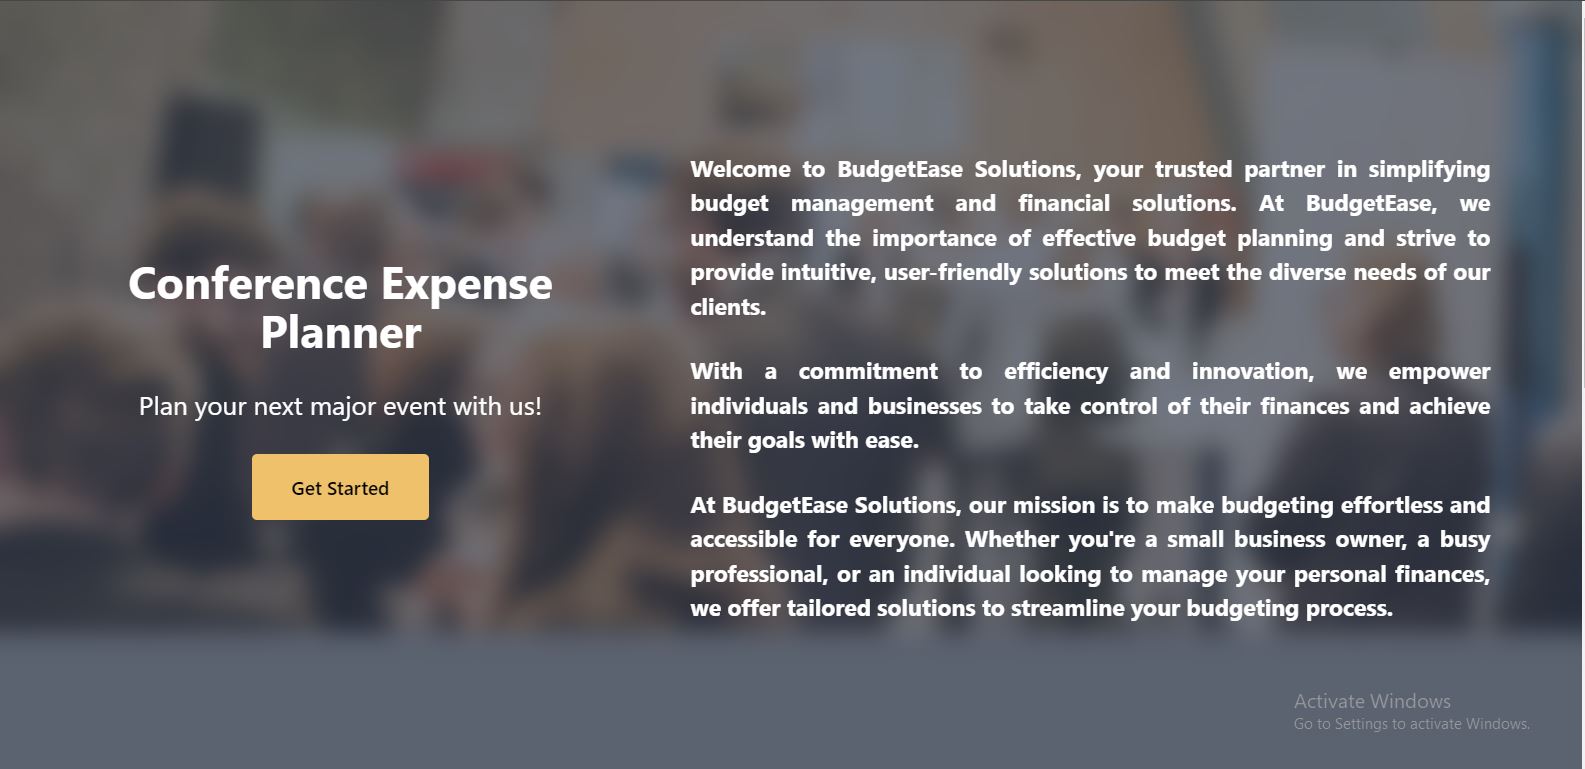 Conference Expense
Planner
Plan your next major event with us!
Get Started
Welcome to BudgetEase Solutions, your trusted partner in simplifying
budget management and financial solutions. At BudgetEase, we
understand the importance of effective budget planning and strive to
provide intuitive, user-friendly solutions to meet the diverse needs of our
clients.
With a commitment to efficiency and innovation, we empower
individuals and businesses to take control of their finances and achieve
their goals with ease.
At BudgetEase Solutions, our mission is to make budgeting effortless and
accessible for everyone. Whether you're a small business owner, a busy
professional, or an individual looking to manage your personal finances,
we offer tailored solutions to streamline your budgeting process.
Activate Windows
Go to Settings to activate Windows.